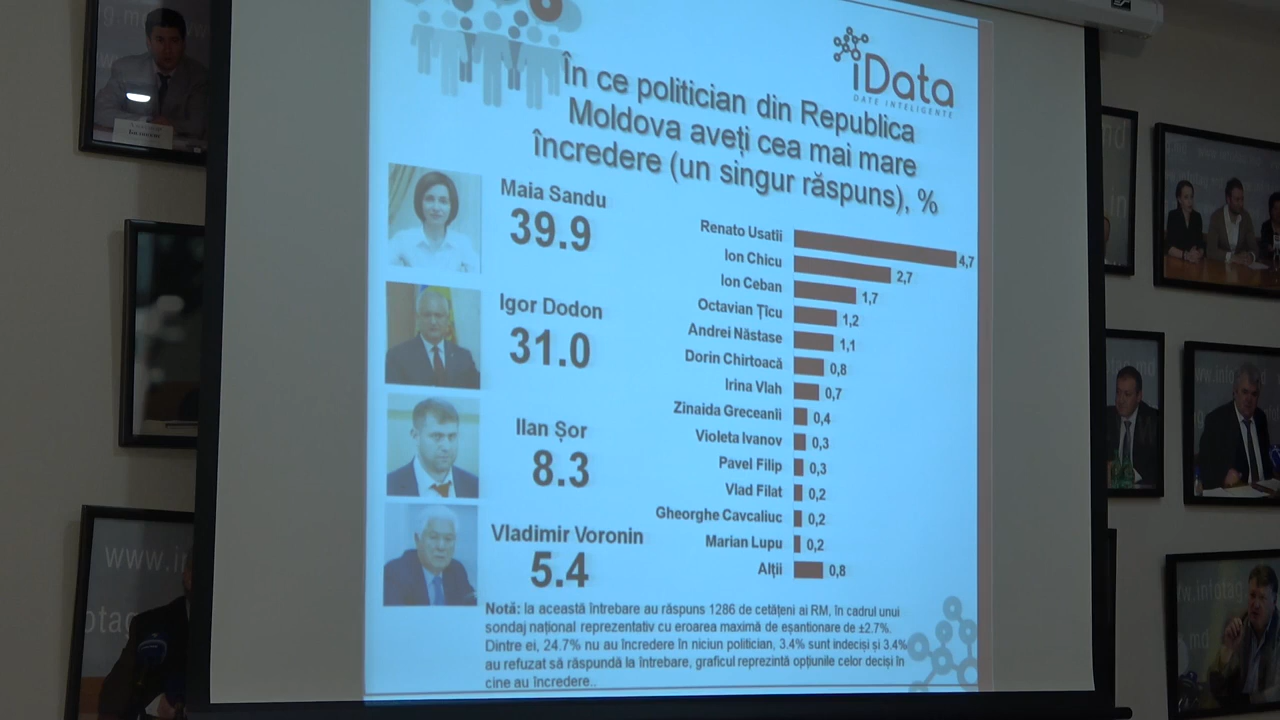 iData
DATE INTELIGENTE
În ce politician din Republica
Moldova aveți cea mai mare
încredere (un singur răspuns), %
Maia Sandu
39.9
Igor Dodon
31.0
Ilan Șor
8.3
Vladimir Voronin
5.4
Renato Usatîi 4,7
Ion Chicu 2,7
Ion Ceban 1,7
Octavian Țîcu 1,2
Andrei Năstase 1,1
Dorin Chirtoacă 0,8
Irina Vlah 0,7
Zinaida Greceanîi 0,4
Violeta Ivanov 0,3
Pavel Filip 0,3
Vlad Filat 0,2
Gheorghe Cavcaliuc 0,2
Marian Lupu 0,2
Alții 0,8
Notă: la această întrebare au răspuns 1286 de cetățeni ai RM, în cadrul unui
sondaj național reprezentativ cu eroarea maximă de eșantionare de ±2.7%.
Dintre ei, 24.7% nu au încredere în niciun politician, 3.4% sunt indeciși și 3.4%
au refuzat să răspundă la întrebare, graficul reprezintă opțiunile celor deciși în
cine au încredere..
www.in
otag
www.info
w.infotag
md